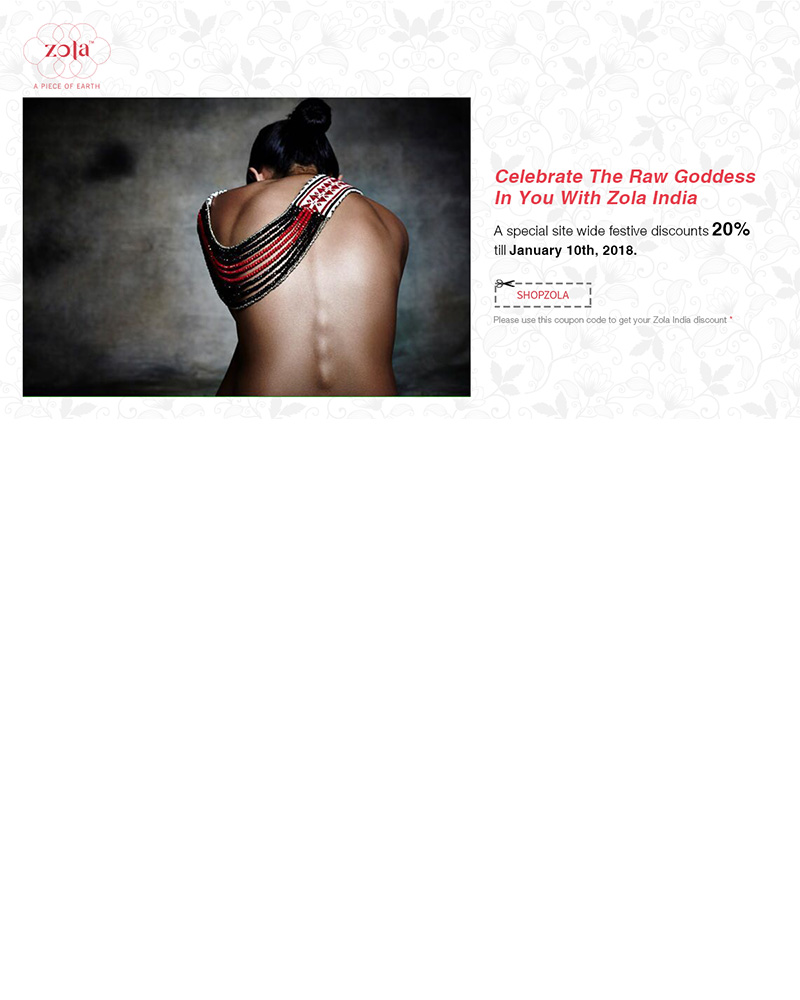 zola™
A PIECE OF EARTH
Celebrate The Raw Goddess
In You With Zola India
A special site wide festive discounts 20%
till January 10th, 2018.
SHOPZOLA
Please use this coupon code to get your Zola India discount *